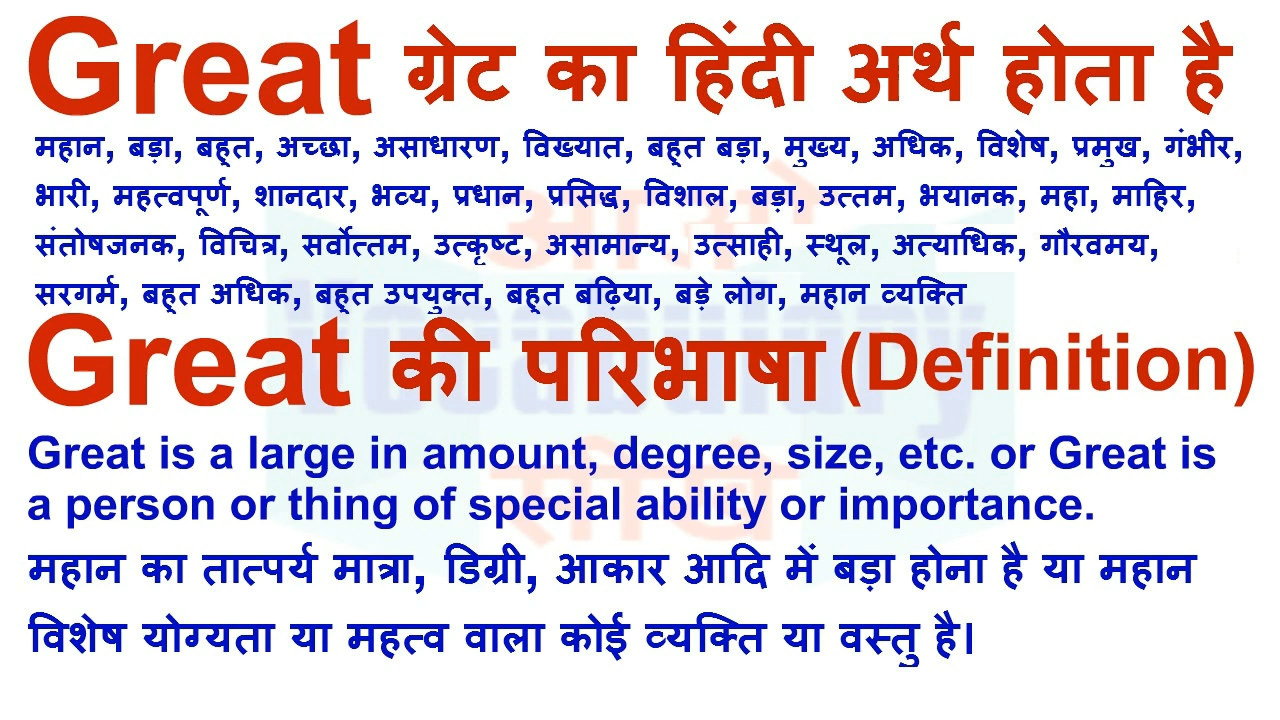 Great ग्रेट का हिंदी अर्थ होता है
महान, बड़ा, बहुत, अच्छा, असाधारण, विख्यात, बहुत बड़ा, मुख्य, अधिक, विशेष, प्रमुख, गंभीर,
भारी, महत्वपूर्ण, शानदार, भव्य, प्रधान, प्रसिद्ध, विशाल, बड़ा, उत्तम, भयानक, महा, माहिर,
संतोषजनक, विचित्र, सर्वोत्तम, उत्कृष्ट, असामान्य, उत्साही, स्थूल, अत्याधिक, गौरवमय,
सरगर्म, बहुत अधिक, बहुत उपयुक्त, बहुत बढ़िया, बड़े लोग, महान व्यक्ति
Great की परिभाषा (Definition)
Great is a large in amount, degree, size, etc. or Great is
a person or thing of special ability or importance.
महान का तात्पर्य मात्रा, डिग्री, आकार आदि में बड़ा होना है या महान
विशेष योग्यता या महत्व वाला कोई व्यक्ति या वस्तु है।
Vocabulary
सीखें